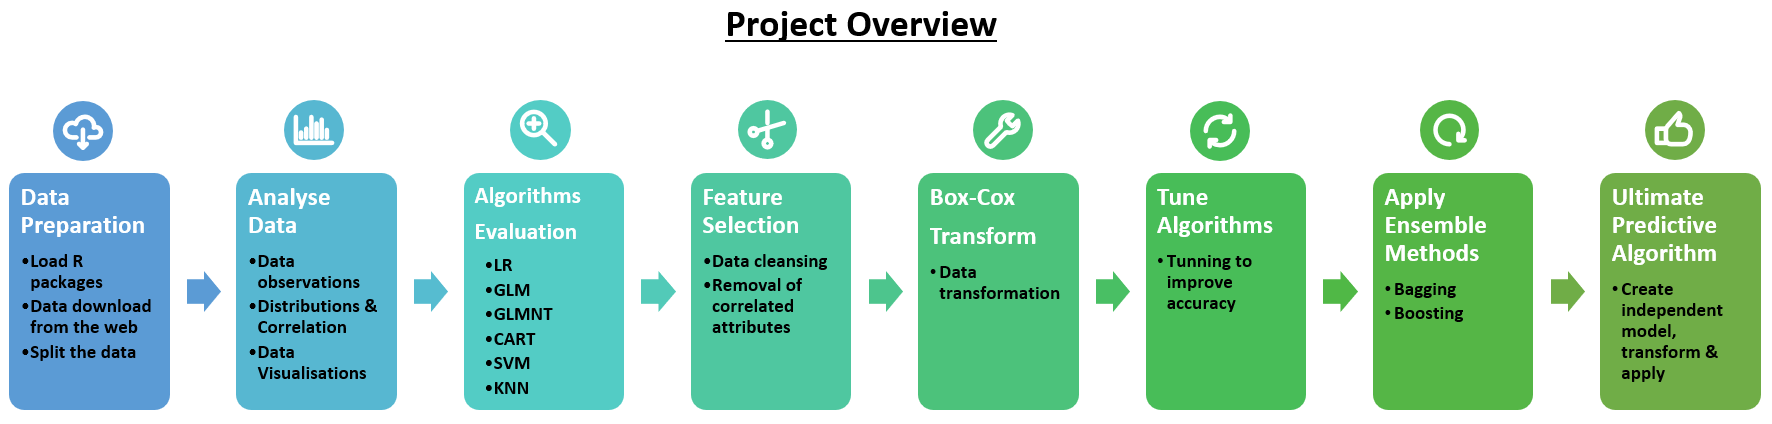 Project Overview
Data
Preparation
•Load R
packages
•Data download
from the web
•Split the data
Analyse
Data
•Data
observations
•Distributions &
Correlation
•Data
Visualisations
Algorithms
Evaluation
•LR
•GLM
•GLMNT
•CART
•SVM
•KNN
Feature
Selection
•Data cleansing
•Removal of
correlated
attributes
Box-Cox
Transform
• Data
transformation
Tune
Algorithms
• Tunning to
improve
accuracy
Apply
Ensemble
Methods
• Bagging
• Boosting
Ultimate
Predictive
Algorithm
• Create
independent
model,
transform &
apply